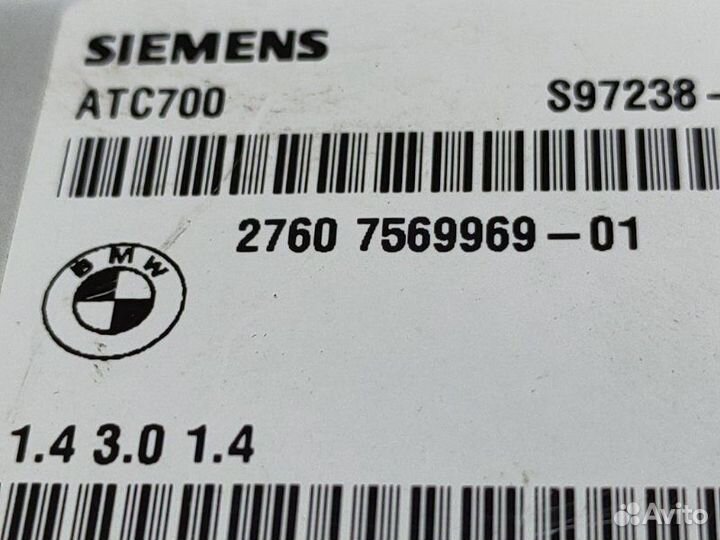 SIEMENS
ATC700 S97238-
2760 7569969-01
BMW
1.4 3.0 1.4
Avito